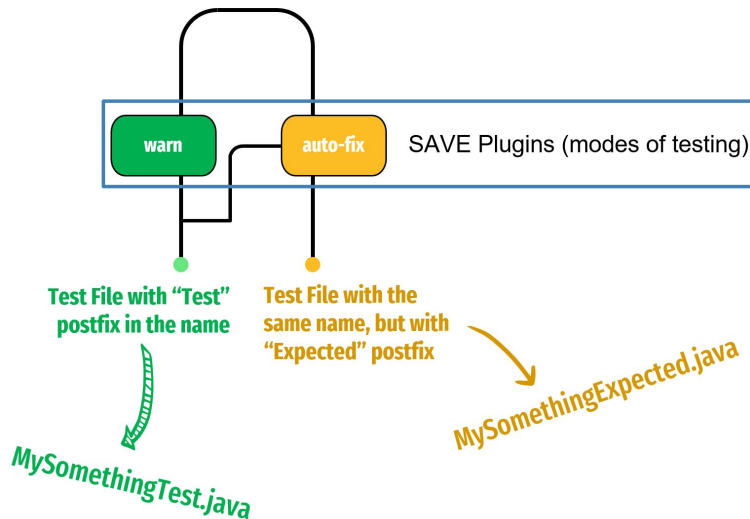 warn
auto-fix
SAVE Plugins (modes of testing)
Test File with “Test”
postfix in the name
Test File with the
same name, but with
“Expected” postfix
MySomethingExpected.java
MySomethingTest.java